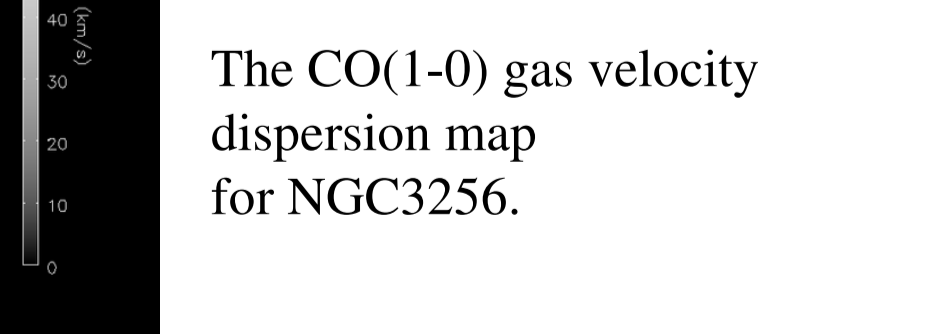 40
(km/s)
30
20
10
0
The CO(1-0) gas velocity
dispersion map
for NGC3256.